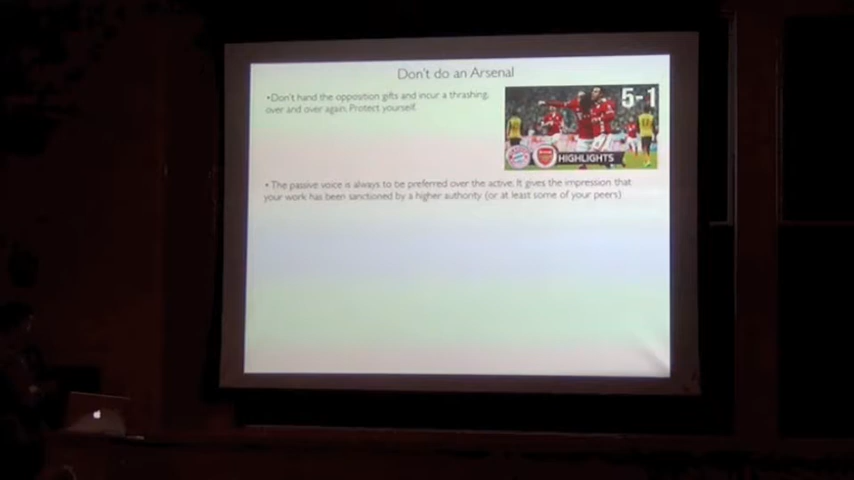 Don't do an Arsenal
•Don't hand the opposition gifts and incur a thrashing,
over and over again. Protect yourself.
5-1
HIGHLIGHTS
• The passive voice is always to be preferred over the active. It gives the impression that
your work has been sanctioned by a higher authority (or at least some of your peers)